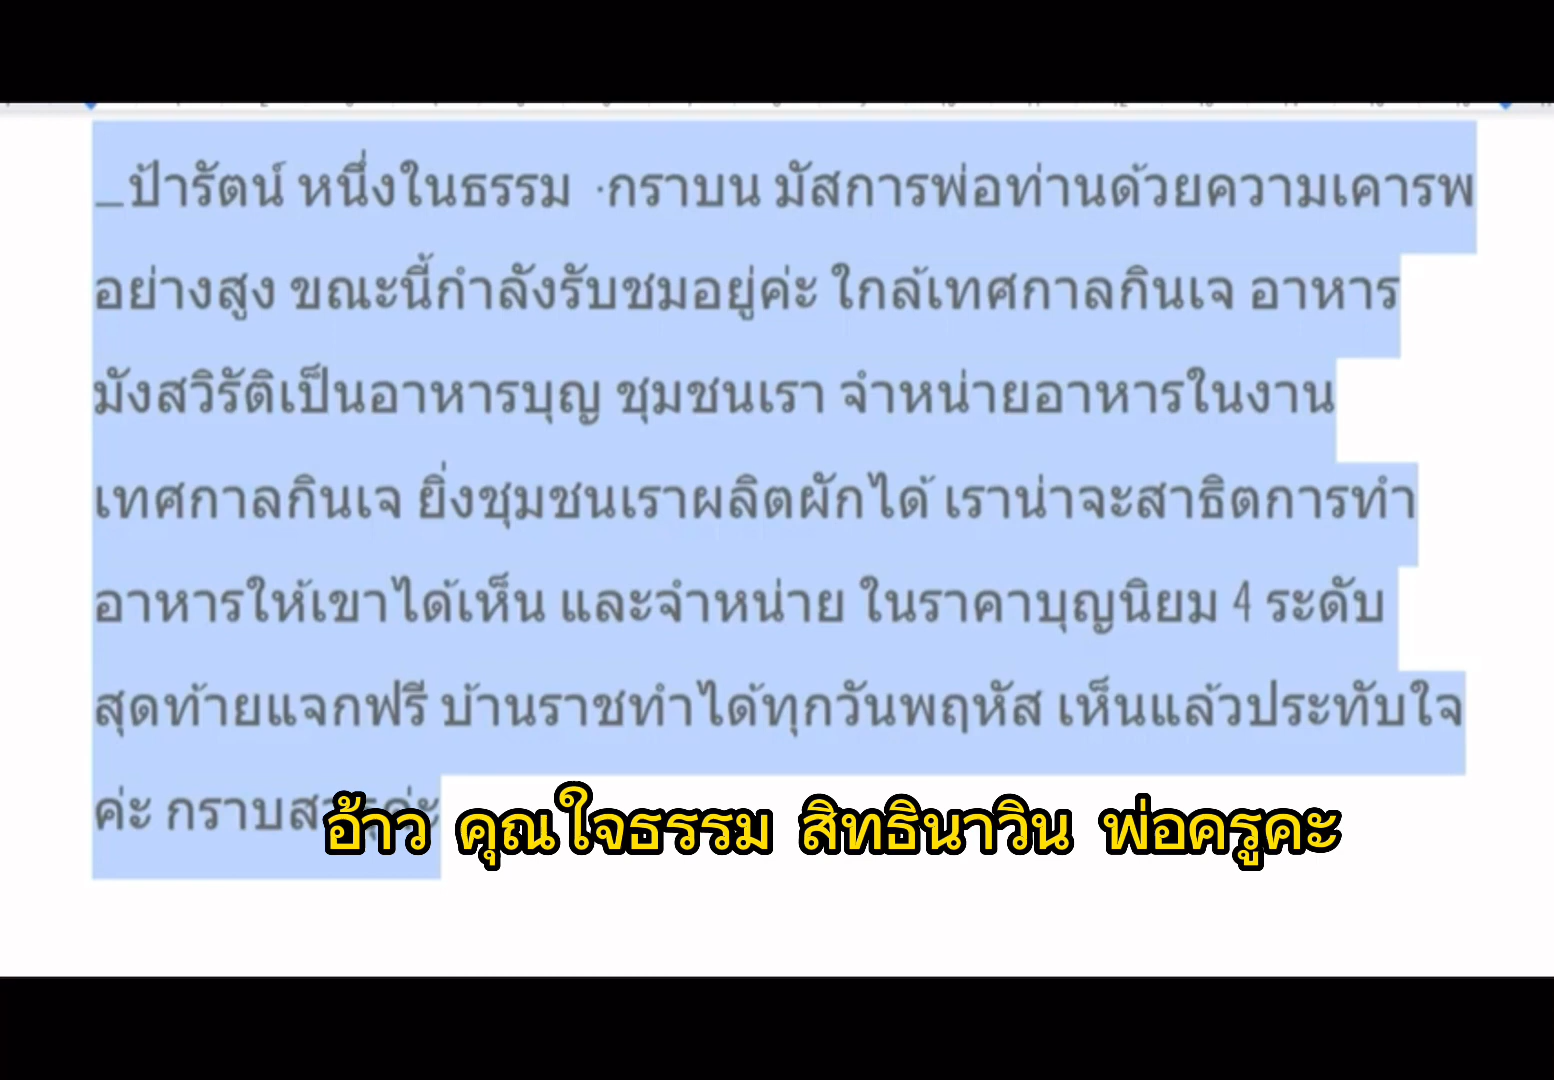 _ป้ารัตน์ หนึ่งในธรรม ·กราบน มัสการพ่อท่านด้วยความเคารพ
อย่างสูง ขณะนี้กำลังรับชมอยู่ค่ะ ใกล้เทศกาลกินเจ อาหาร
มังสวิรัติเป็นอาหารบุญ ชุมชนเรา จำหน่ายอาหารในงาน
เทศกาลกินเจ ยิ่งชุมชนเราผลิตผักได้ เราน่าจะสาธิตการทำ
อาหารให้เขาได้เห็น และจำหน่าย ในราคาบุญนิยม 4 ระดับ
สุดท้ายแจกฟรี บ้านราชทำได้ทุกวันพฤหัส เห็นแล้วประทับใจ
ค่ะ
อ้าว คุณใจธรรม สิทธินาวิน พ่อครูคะ